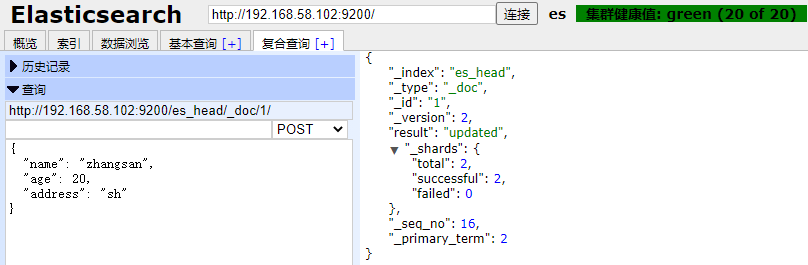 Elasticsearch http://192.168.58.102:9200/ 连接 es 集群健康值: green (20 of 20)
概览 索引 数据浏览 基本查询 [+] 复合查询 [+]
历史记录
查询
http://192.168.58.102:9200/es_head/_doc/1/
POST
{
"name": "zhangsan",
"age": 20,
"address": "sh"
}
{
"_index": "es_head",
"_type": "_doc",
"_id": "1",
"_version": 2,
"result": "updated",
"_shards": {
"total": 2,
"successful": 2,
"failed": 0
},
"_seq_no": 16,
"_primary_term": 2
}